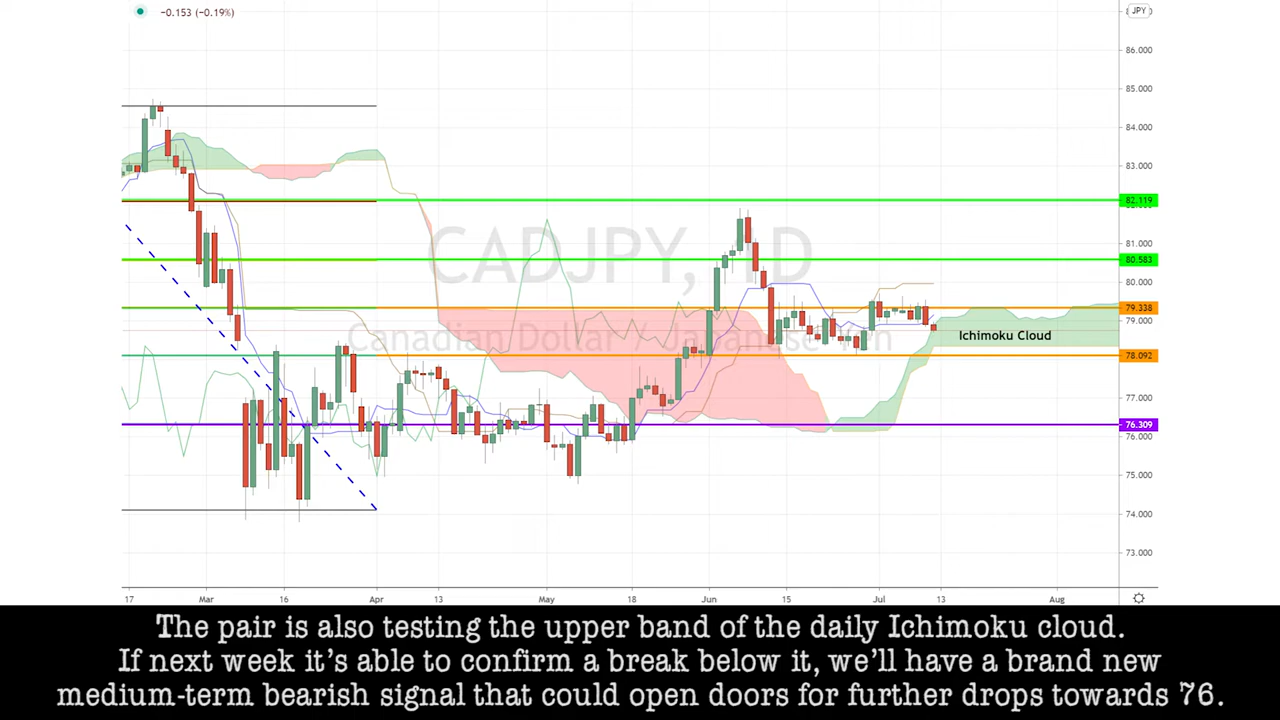 −0.153 (−0.19%)
JPY
86.000
85.000
84.000
83.000
82.119
81.000
80.583
80.000
79.338
79.000
78.092
77.000
76.309
76.000
75.000
74.000
73.000
CADJPY, 1D
Canadian Dollar / Japanese Yen
Ichimoku Cloud
17 Mar 16 Apr 13 May 18 Jun 15 Jul 13 Aug
The pair is also testing the upper band of the daily Ichimoku cloud.
If next week it's able to confirm a break below it, we'll have a brand new
medium-term bearish signal that could open doors for further drops towards 76.